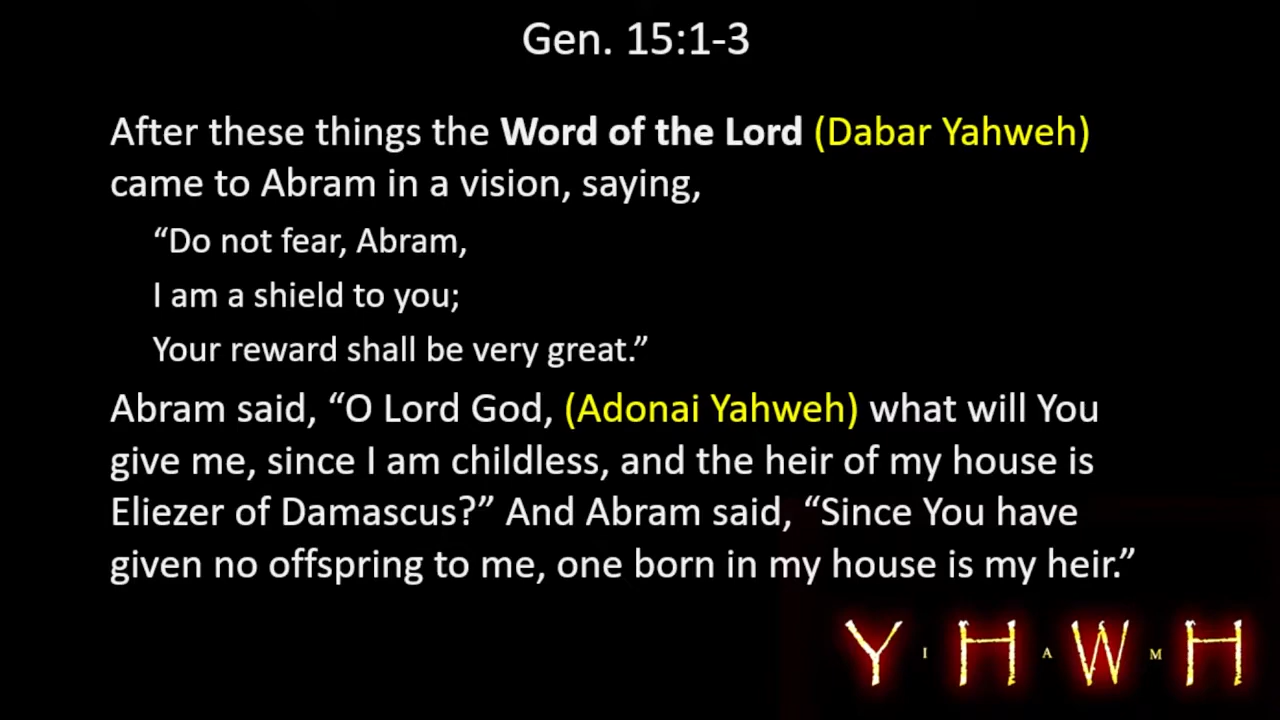 Gen. 15:1-3
After these things the Word of the Lord (Dabar Yahweh)
came to Abram in a vision, saying,
“Do not fear, Abram,
I am a shield to you;
Your reward shall be very great.”
Abram said, “O Lord God, (Adonai Yahweh) what will You
give me, since I am childless, and the heir of my house is
Eliezer of Damascus?” And Abram said, “Since You have
given no offspring to me, one born in my house is my heir.”
Y I H A W M H